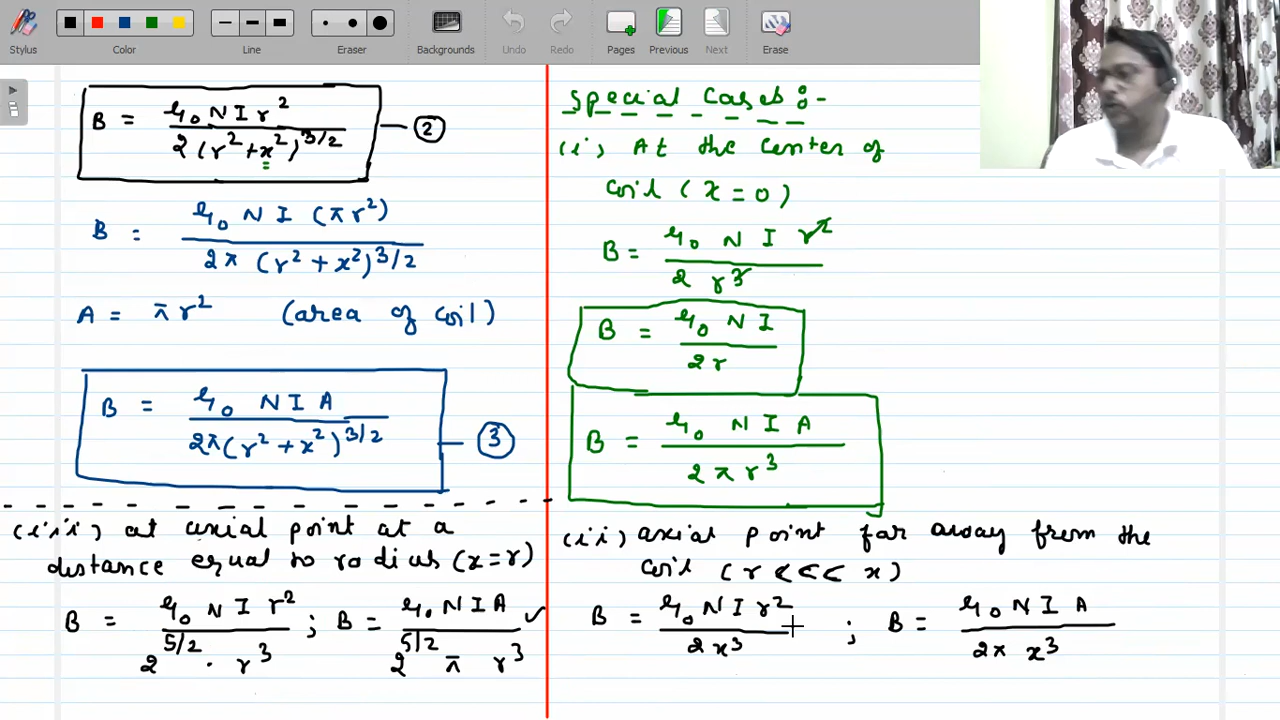 Stylus Color Line Eraser Backgrounds Undo Redo Pages Previous Next Erase
B = μ₀ N I r² / 2 (r² + x²)^3/2 — ②
B = μ₀ N I (π r²) / 2π (r² + x²)^3/2
A = π r² (area of coil)
B = μ₀ N I A / 2π (r² + x²)^3/2 — ③
(iii) at axial point at a
distance equal to radius (x = r)
B = μ₀ N I r² / 2^5/2 · r³ ; B = μ₀ N I A / 2^5/2 π r³ ✓
Special Cases :-
(i) At the center of
coil (x = 0)
B = μ₀ N I r² / 2 r³
B = μ₀ N I / 2 r
B = μ₀ N I A / 2 π r³
(ii) axial point far away from the
coil (r <<< x)
B = μ₀ N I r² / 2 x³ ; B = μ₀ N I A / 2π x³